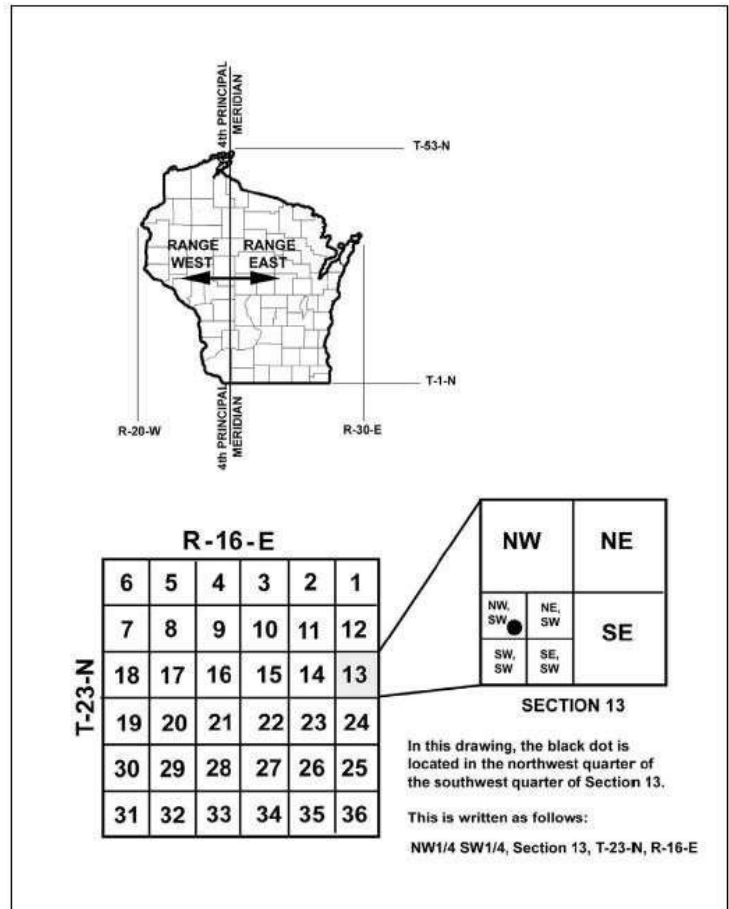 4th PRINCIPAL
MERIDIAN
T-53-N
RANGE
WEST
RANGE
EAST
T-1-N
R-20-W
4th PRINCIPAL
MERIDIAN
R-30-E
R-16-E
T-23-N
6 5 4 3 2 1
7 8 9 10 11 12
18 17 16 15 14 13
19 20 21 22 23 24
30 29 28 27 26 25
31 32 33 34 35 36
NW NE
NW,
SW
NE,
SW
SE
SW,
SW
SE,
SW
SECTION 13
In this drawing, the black dot is
located in the northwest quarter of
the southwest quarter of Section 13.
This is written as follows:
NW1/4 SW1/4, Section 13, T-23-N, R-16-E